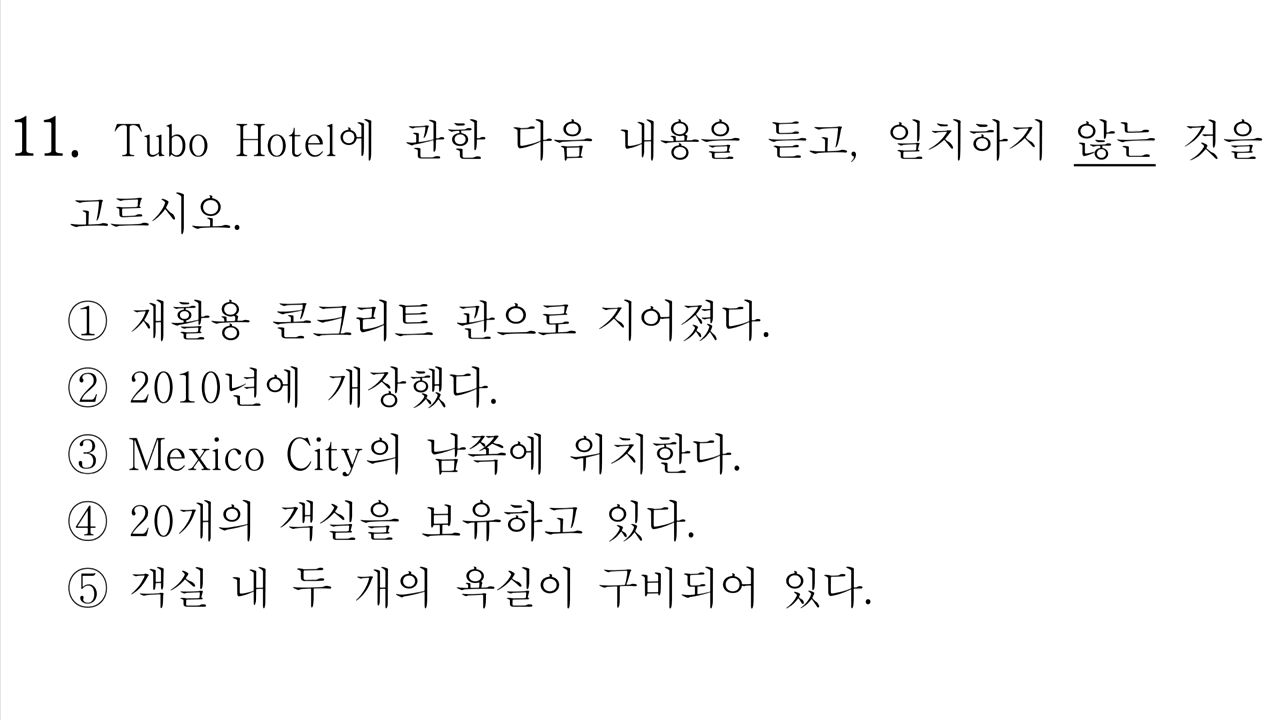 11. Tubo Hotel에 관한 다음 내용을 듣고, 일치하지 않는 것을
고르시오.
① 재활용 콘크리트 관으로 지어졌다.
② 2010년에 개장했다.
③ Mexico City의 남쪽에 위치한다.
④ 20개의 객실을 보유하고 있다.
⑤ 객실 내 두 개의 욕실이 구비되어 있다.